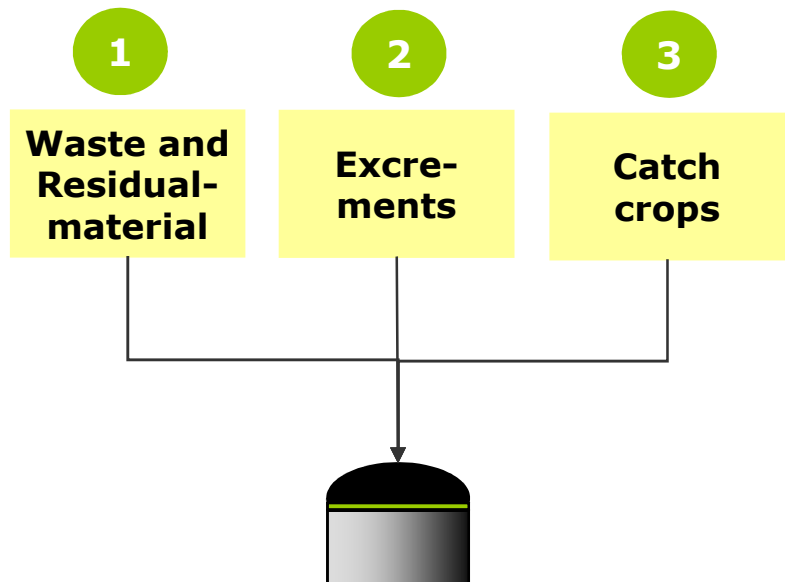 1
2
3
Waste and
Residual-
material
Excre-
ments
Catch
crops